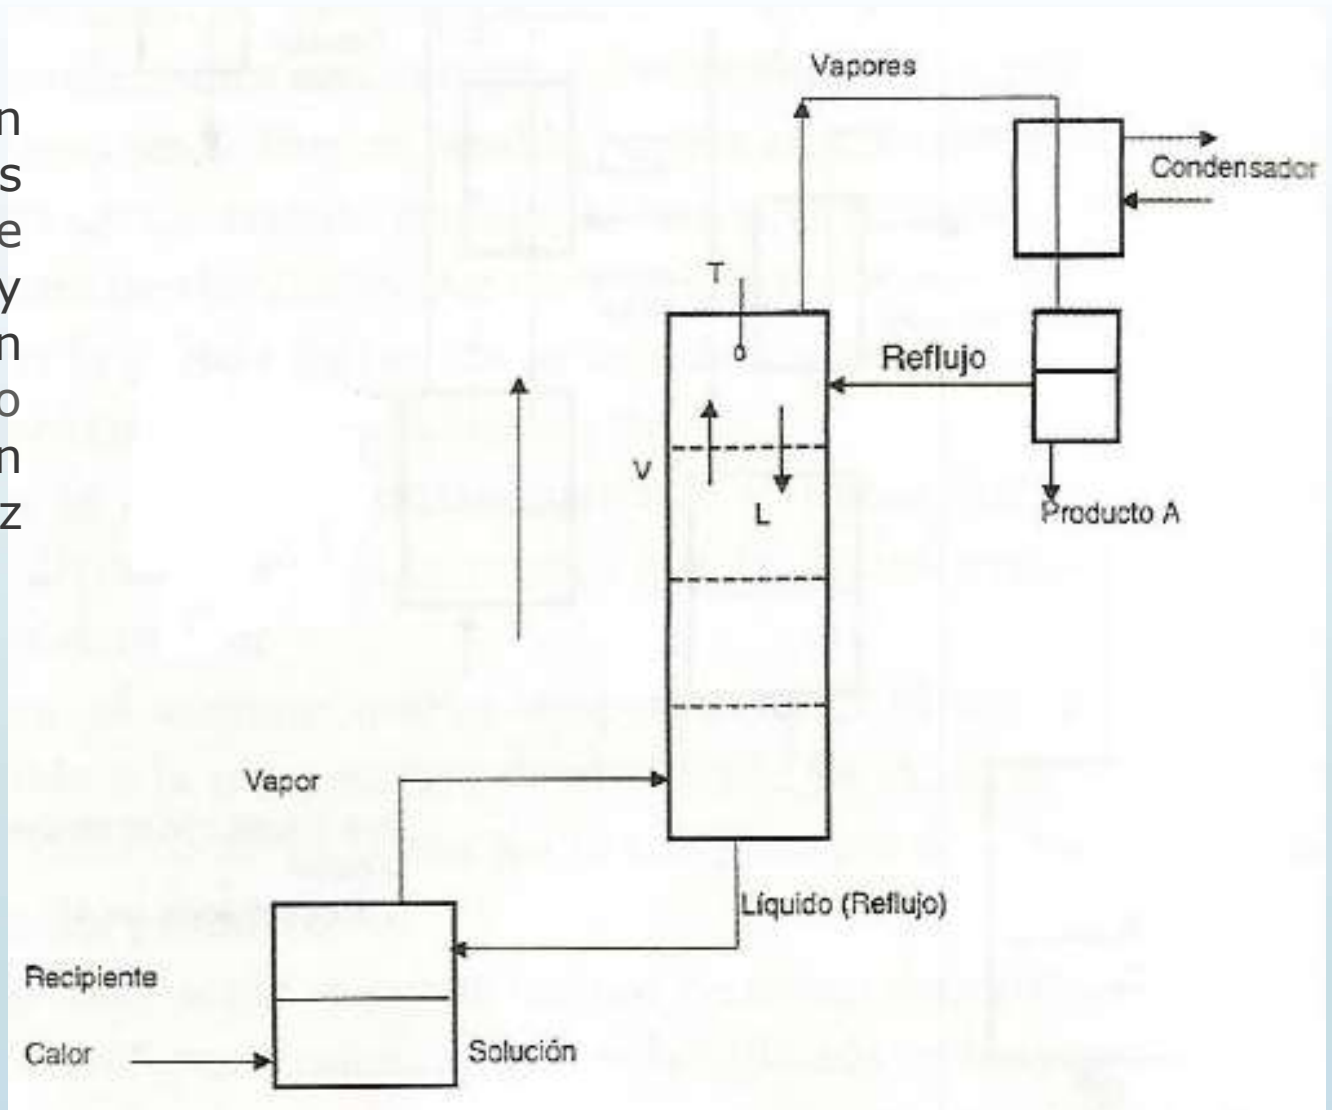 Vapores
n
s
Condensador
e
T
y
n
Reflujo
o
n
V
z
L
Producto A
Vapor
Líquido (Reflujo)
Recipiente
Calor
Solución